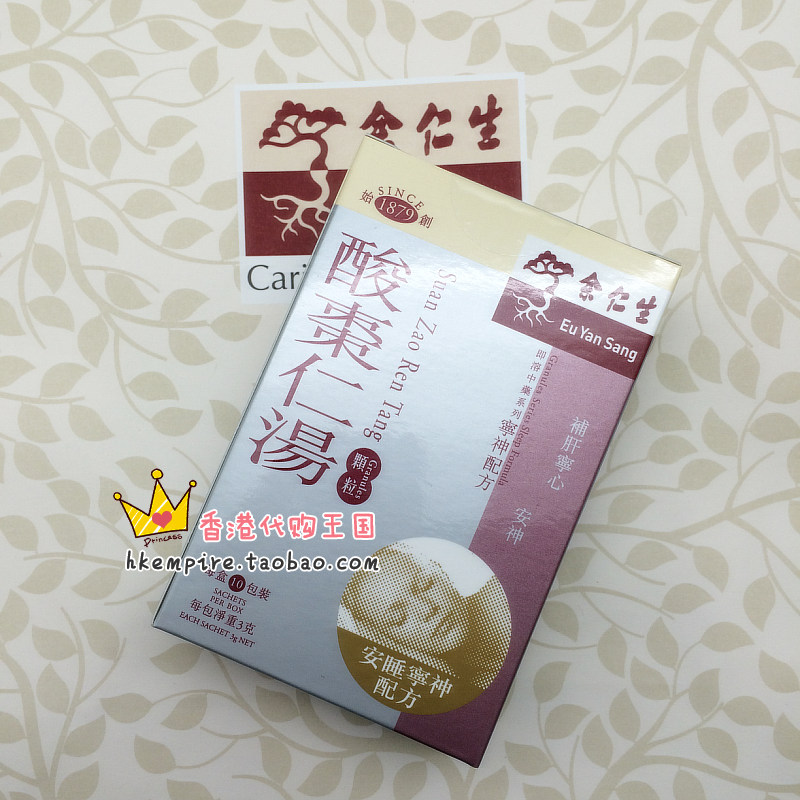 余仁生
Cari
SINCE
始 1879 創
酸棗仁湯
Suan Zao Ren Tang
顆粒
Granules
余仁生
Eu Yan Sang
Granules Series Sleep Formula
即溶中藥系列
寧神配方
補肝寧心 安神
Princess
香港代购王国
hkempire.taobao.com
每盒10包裝
SACHETS
PER BOX
每包淨重3克
EACH SACHET 3g NET
安睡寧神
配方